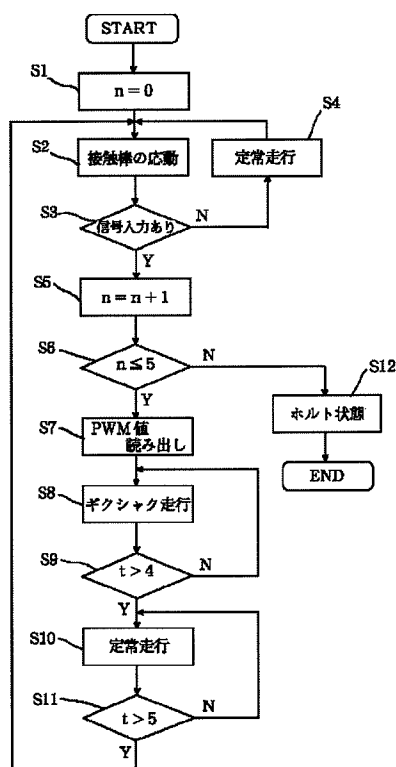 START
S1
n＝0
S4
S2
接触棒の応動
定常走行
S3
信号入力あり
N
Y
S5
n＝n＋1
S6
n≦5
N
S12
Y
ホルト状態
S7
PWM値
読み出し
END
S8
ギクシャク走行
S9
t＞4
N
Y
S10
定常走行
S11
t＞5
N
Y